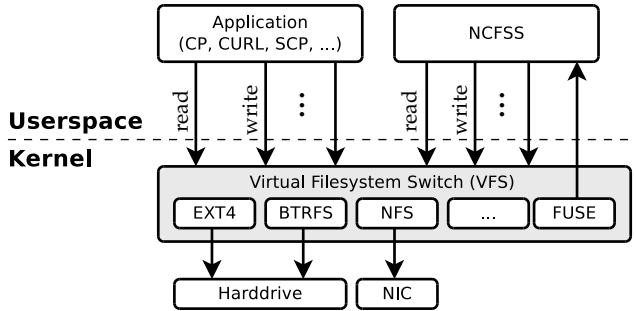 Application
(CP, CURL, SCP, ...)
NCFSS
read
write
...
read
write
...
Userspace
Kernel
Virtual Filesystem Switch (VFS)
EXT4
BTRFS
NFS
...
FUSE
Harddrive
NIC